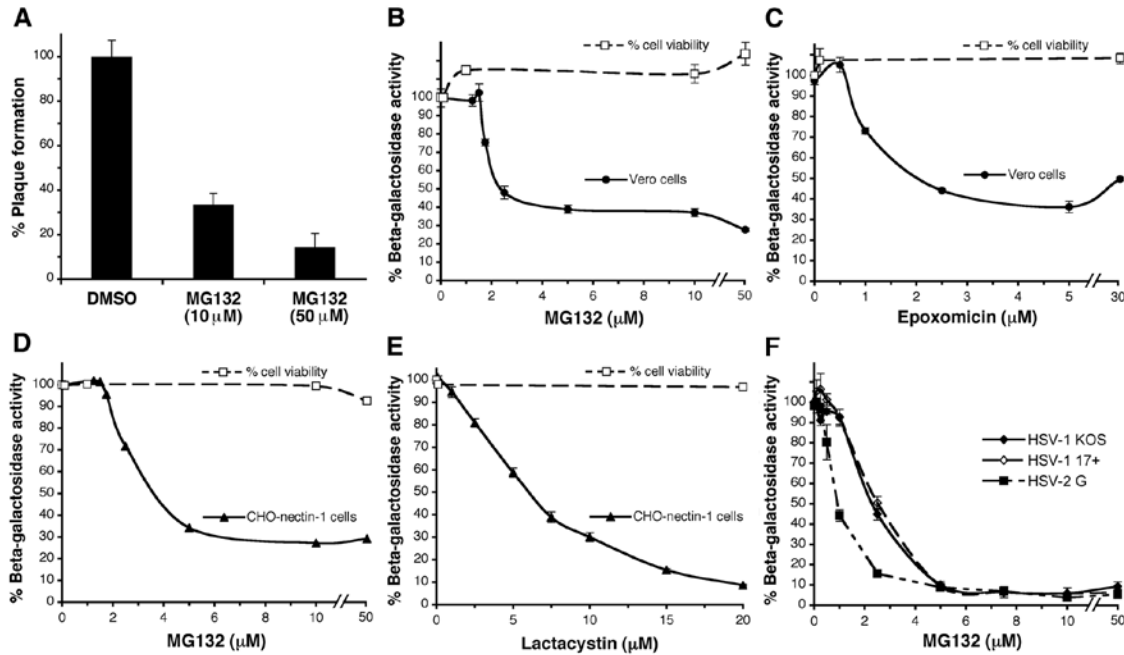 A
% Plaque formation
100
80
60
40
20
0
DMSO
MG132
(10 μM)
MG132
(50 μM)
B
% Beta-galactosidase activity
100
90
80
70
60
50
40
30
20
10
0
% cell viability
Vero cells
0 2 4 6 8 10 50
MG132 (μM)
C
% Beta-galactosidase activity
100
90
80
70
60
50
40
30
20
10
0
% cell viability
Vero cells
0 1 2 3 4 5 30
Epoxomicin (μM)
D
% Beta-galactosidase activity
100
90
80
70
60
50
40
30
20
10
0
% cell viability
CHO-nectin-1 cells
0 2 4 6 8 10 50
MG132 (μM)
E
% Beta-galactosidase activity
100
90
80
70
60
50
40
30
20
10
0
% cell viability
CHO-nectin-1 cells
0 5 10 15 20
Lactacystin (μM)
F
% Beta-galactosidase activity
100
90
80
70
60
50
40
30
20
10
0
HSV-1 KOS
HSV-1 17+
HSV-2 G
0 2 4 6 8 10 50
MG132 (μM)